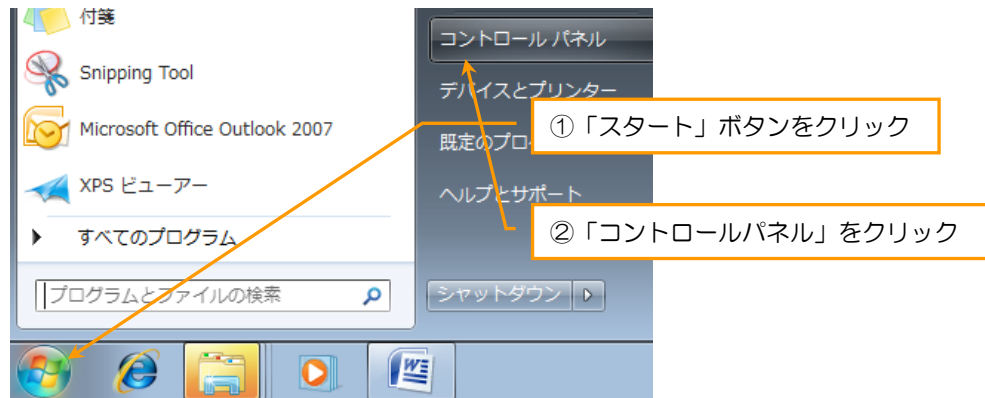 付箋
Snipping Tool
Microsoft Office Outlook 2007
XPS ビューアー
すべてのプログラム
プログラムとファイルの検索
コントロール パネル
デバイスとプリンター
既定のプロ
ヘルプとサポート
シャットダウン
①「スタート」ボタンをクリック
②「コントロールパネル」をクリック